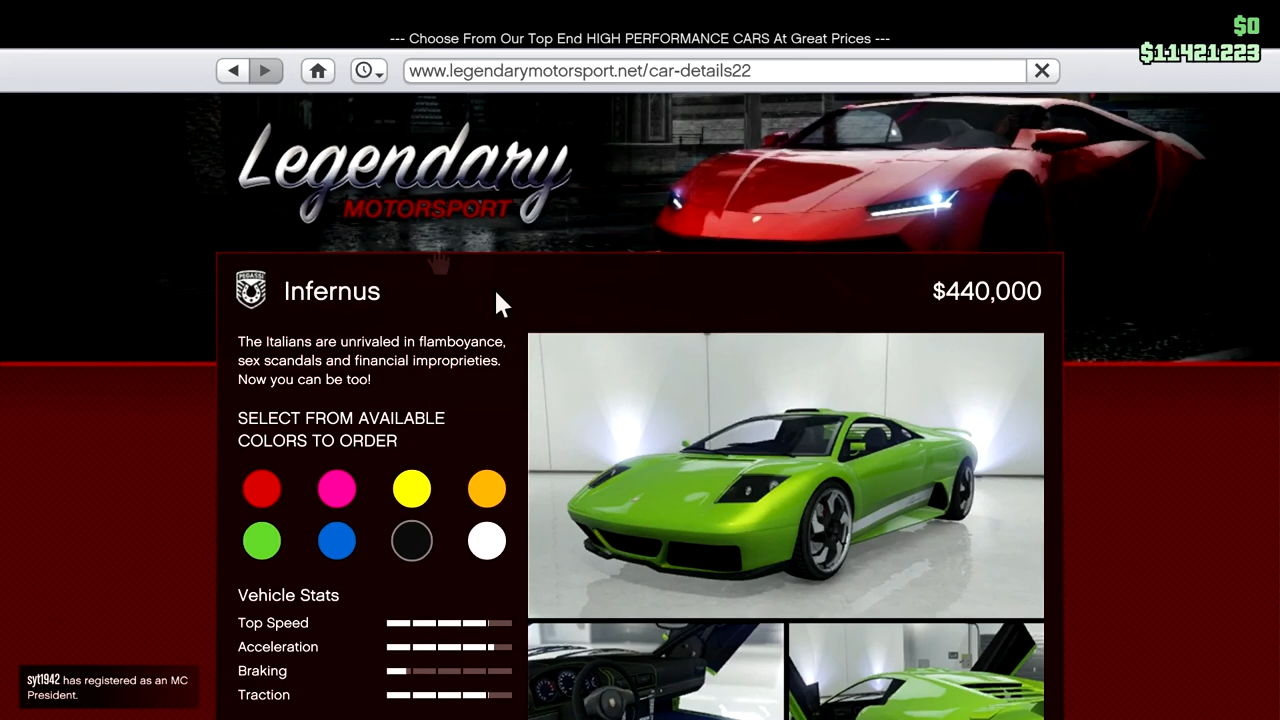 $0
--- Choose From Our Top End HIGH PERFORMANCE CARS At Great Prices ---
$11421223
www.legendarymotorsport.net/car-details22
Legendary
MOTORSPORT
PEGASSI
Infernus
$440,000
The Italians are unrivaled in flamboyance,
sex scandals and financial improprieties.
Now you can be too!
SELECT FROM AVAILABLE
COLORS TO ORDER
Vehicle Stats
Top Speed
Acceleration
Braking
Traction
syt1942 has registered as an MC
President.